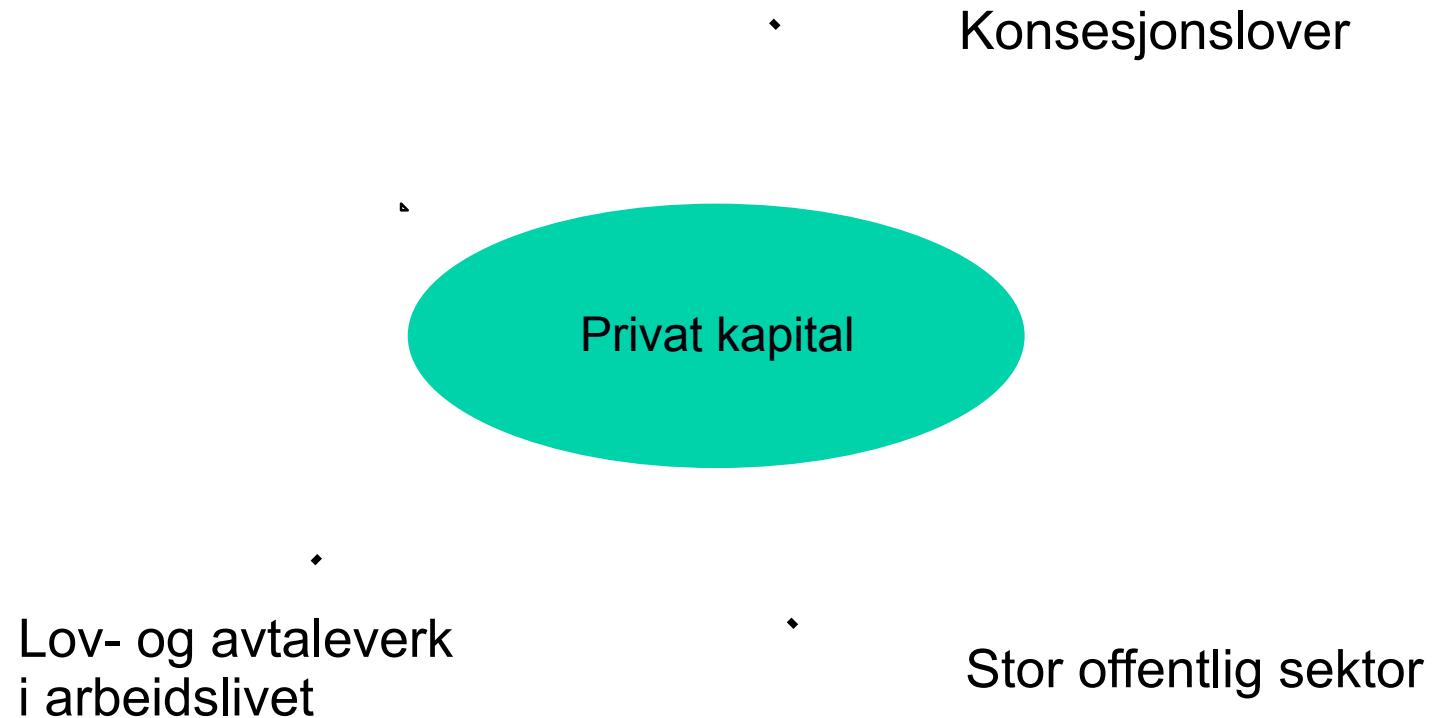 Konsesjonslover
Privat kapital
Lov- og avtaleverk
i arbeidslivet
Stor offentlig sektor